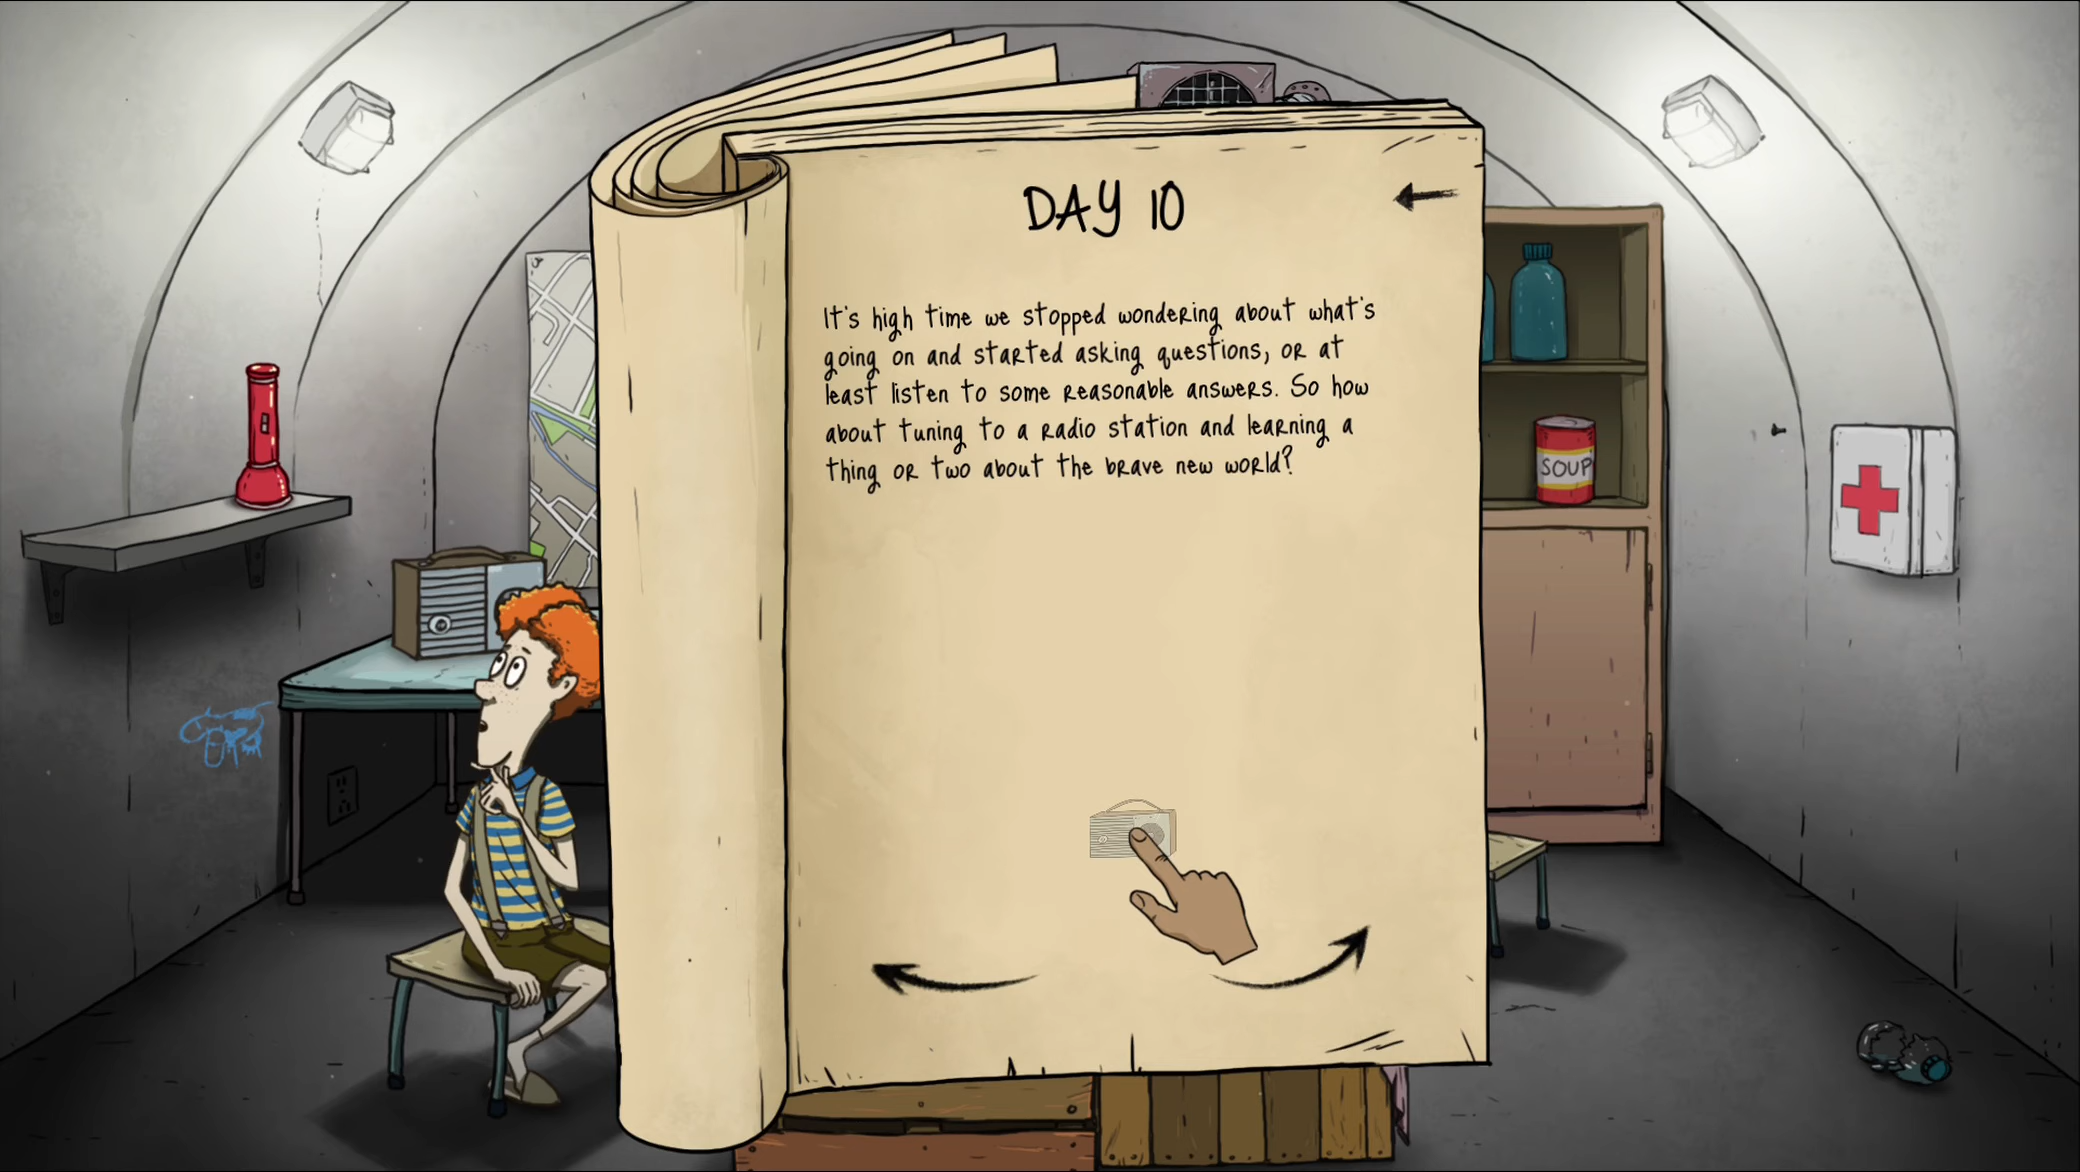 DAY 10
It's high time we stopped wondering about what's
going on and started asking questions, or at
least listen to some reasonable answers. So how
about tuning to a radio station and learning a
thing or two about the brave new world?
SOUP